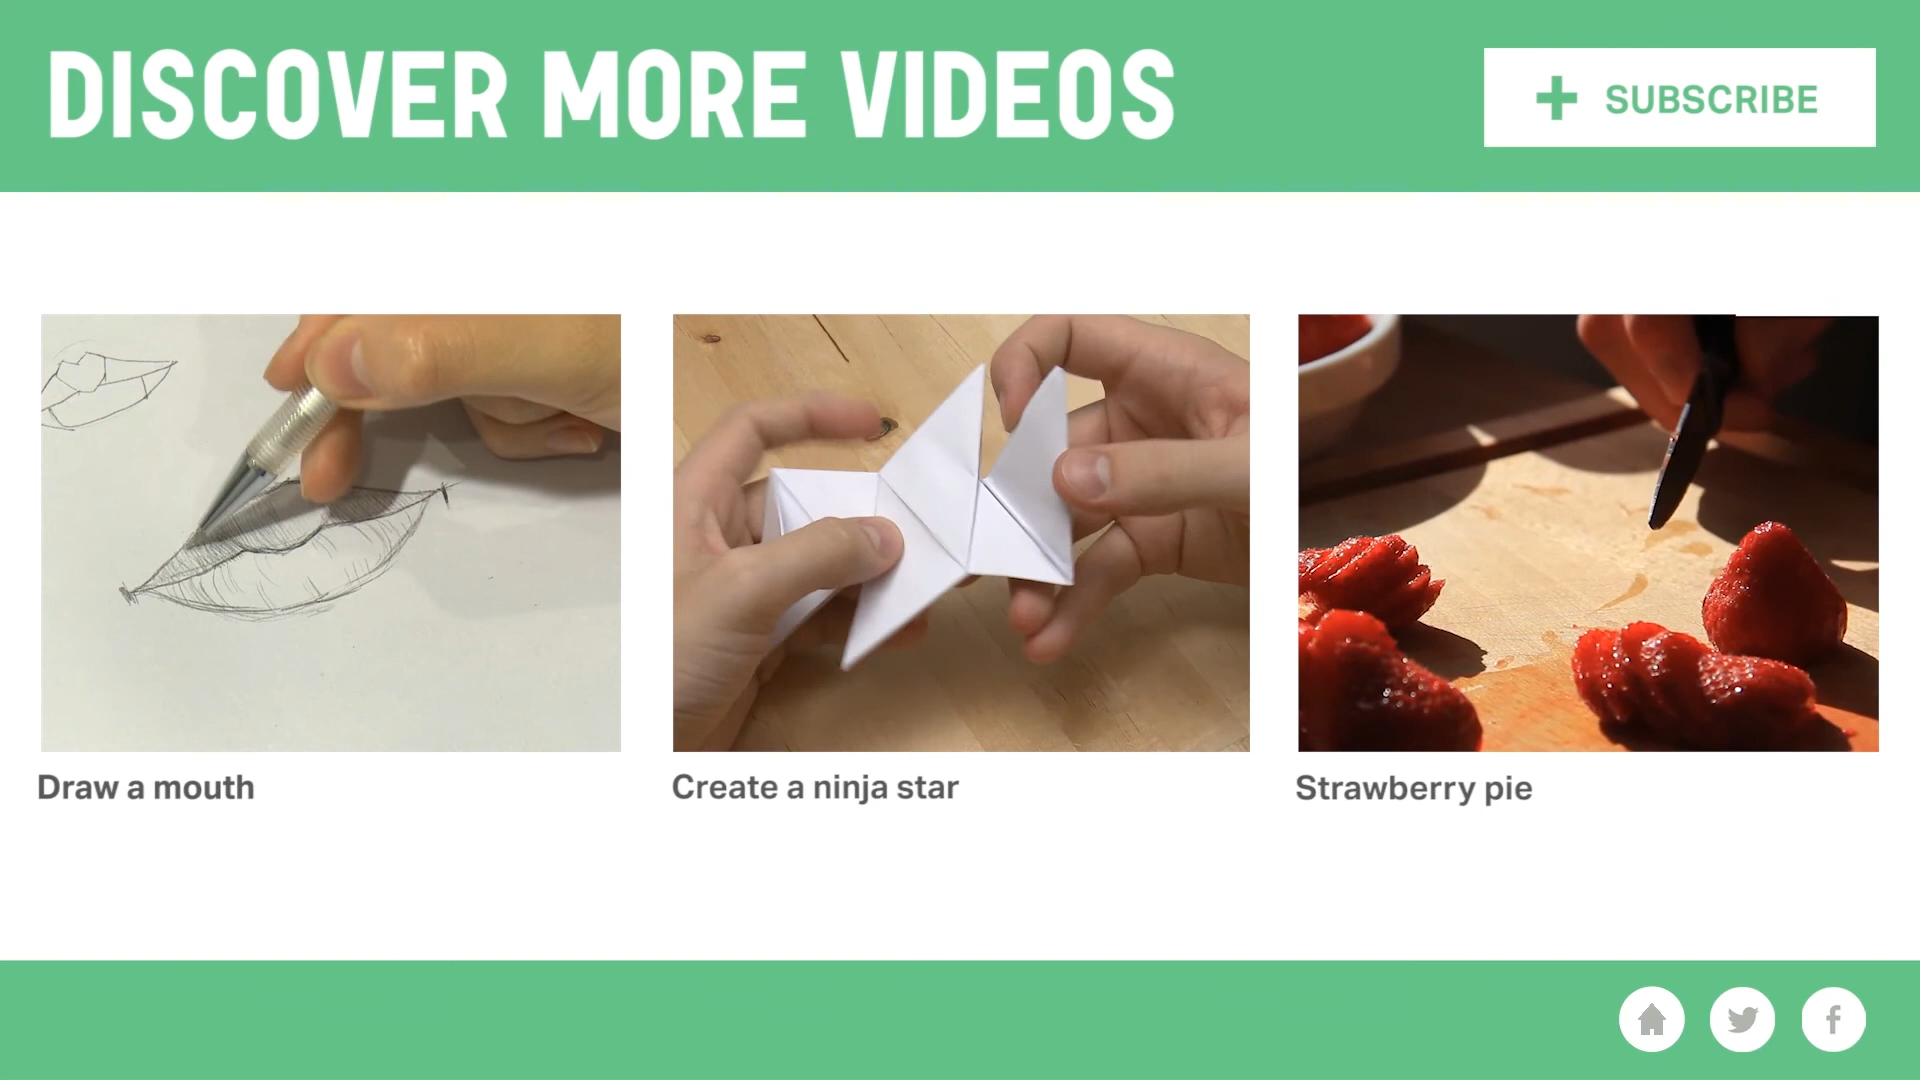 DISCOVER MORE VIDEOS
SUBSCRIBE
Draw a mouth
Create a ninja star
Strawberry pie